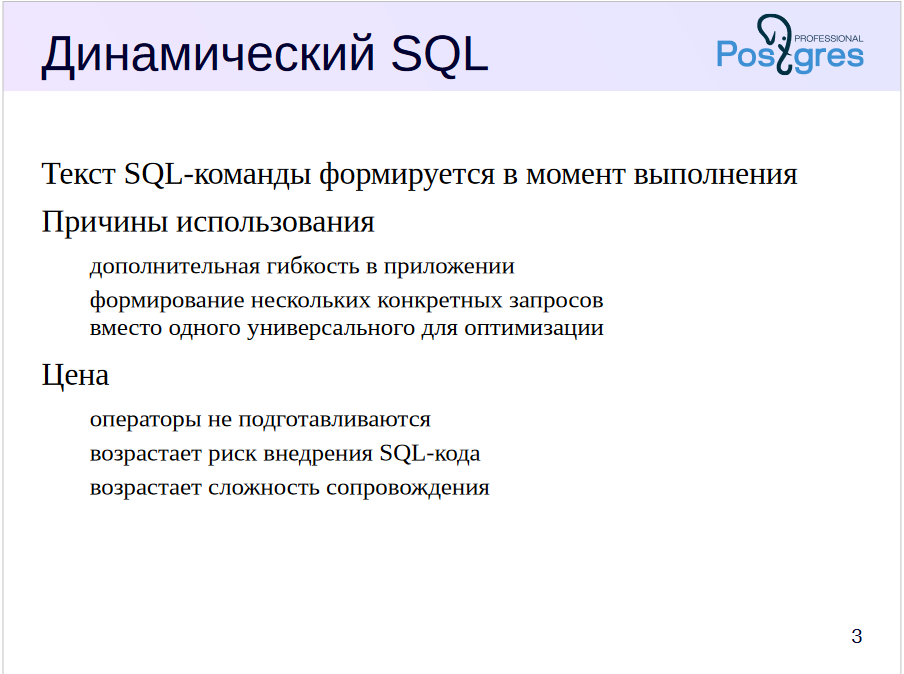 Динамический SQL
PROFESSIONAL
Postgres
Текст SQL-команды формируется в момент выполнения
Причины использования
дополнительная гибкость в приложении
формирование нескольких конкретных запросов
вместо одного универсального для оптимизации
Цена
операторы не подготавливаются
возрастает риск внедрения SQL-кода
возрастает сложность сопровождения
3